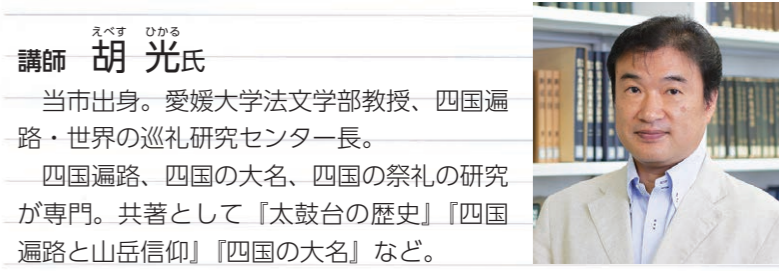 えべす ひかる
講師 胡 光氏
当市出身。愛媛大学法文学部教授、四国遍
路・世界の巡礼研究センター長。
四国遍路、四国の大名、四国の祭礼の研究
が専門。共著として『太鼓台の歴史』『四国
遍路と山岳信仰』『四国の大名』など。